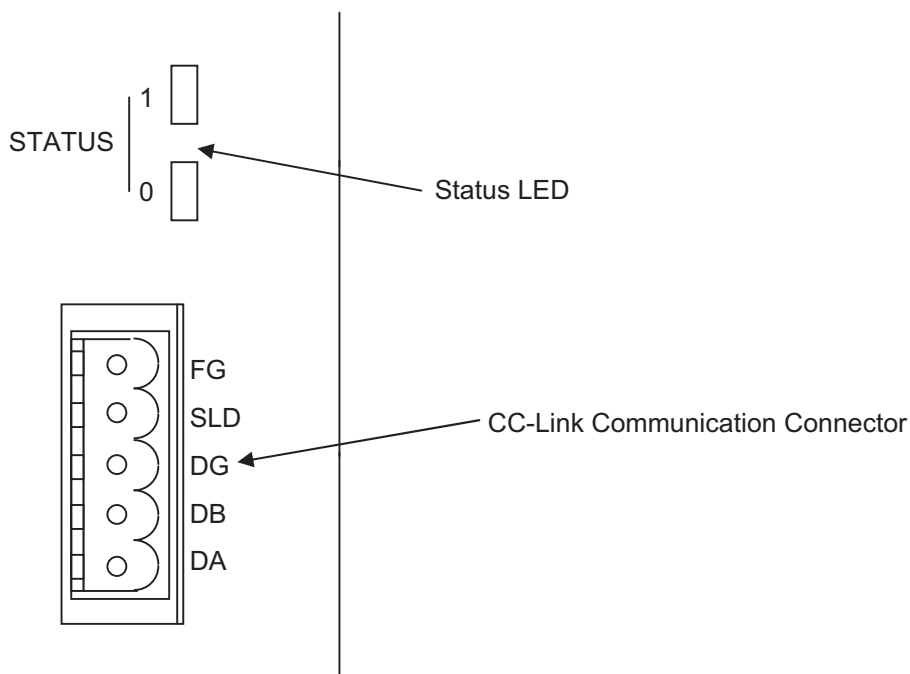 1
STATUS
0
Status LED
FG
SLD
DG
DB
DA
CC-Link Communication Connector